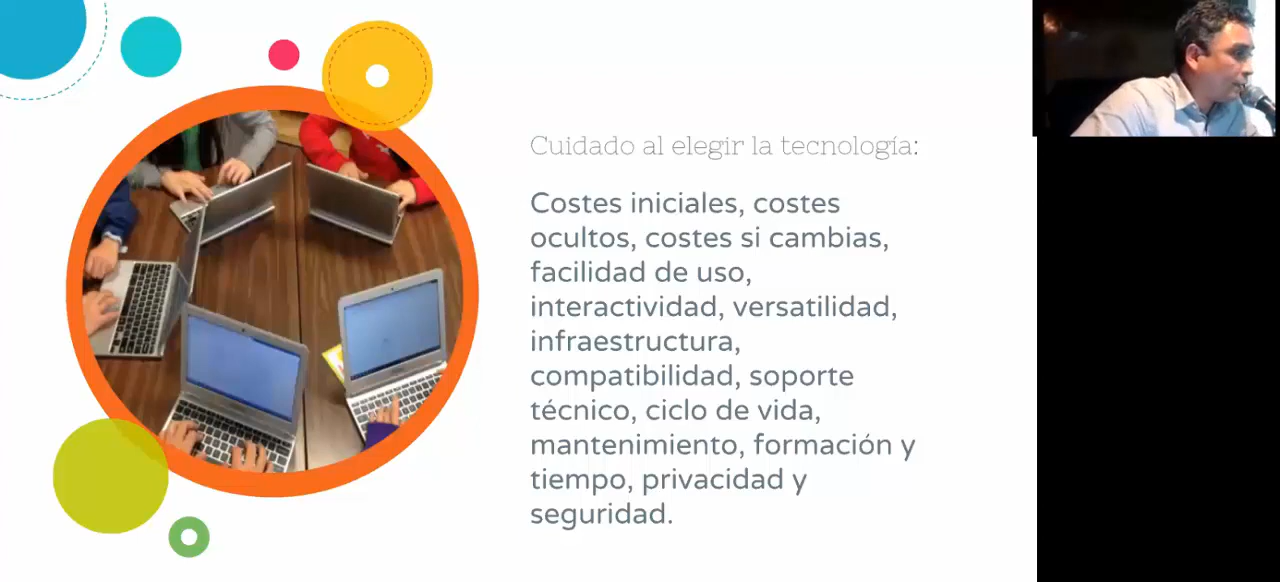 Cuidado al elegir la tecnología:
Costes iniciales, costes
ocultos, costes si cambias,
facilidad de uso,
interactividad, versatilidad,
infraestructura,
compatibilidad, soporte
técnico, ciclo de vida,
mantenimiento, formación y
tiempo, privacidad y
seguridad.